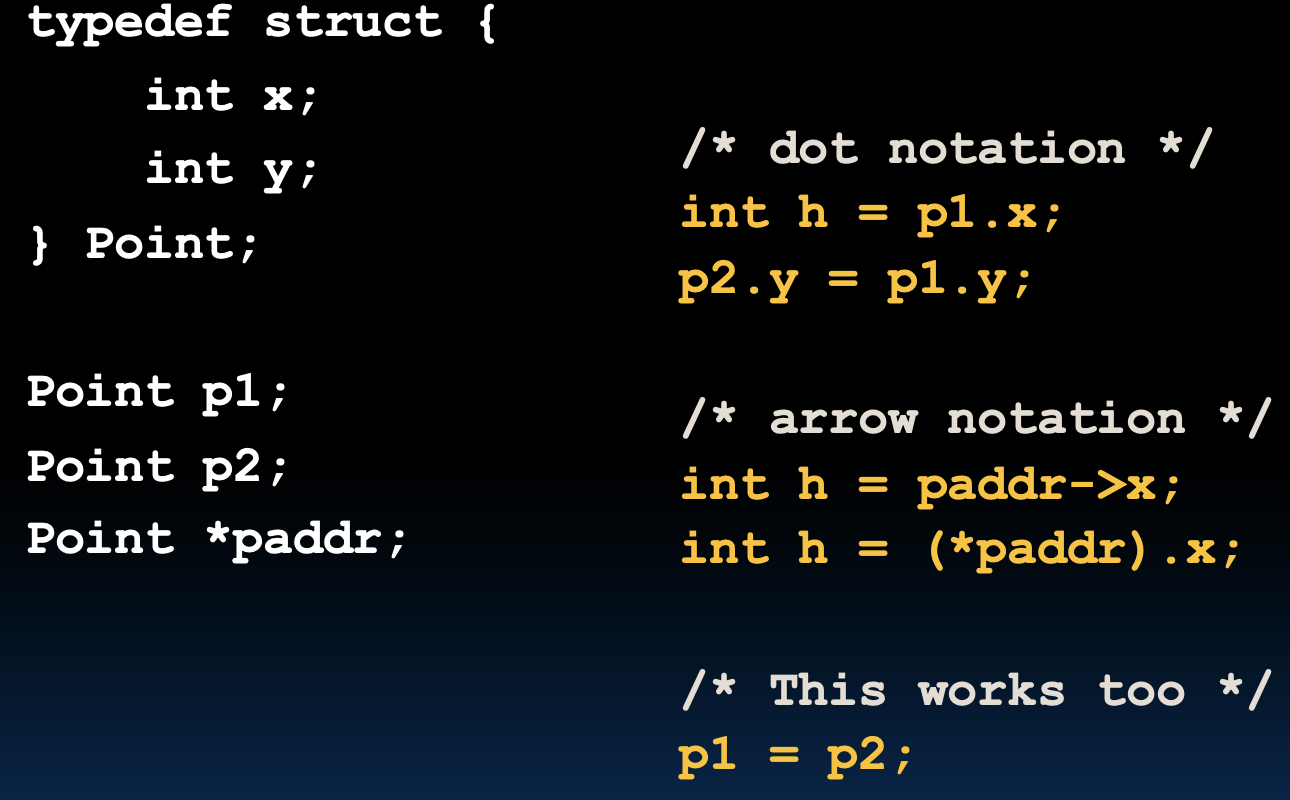 typedef struct {
    int x;
    int y;
} Point;
Point p1;
Point p2;
Point *paddr;
/* dot notation */
int h = p1.x;
p2.y = p1.y;
/* arrow notation */
int h = paddr->x;
int h = (*paddr).x;
/* This works too */
p1 = p2;